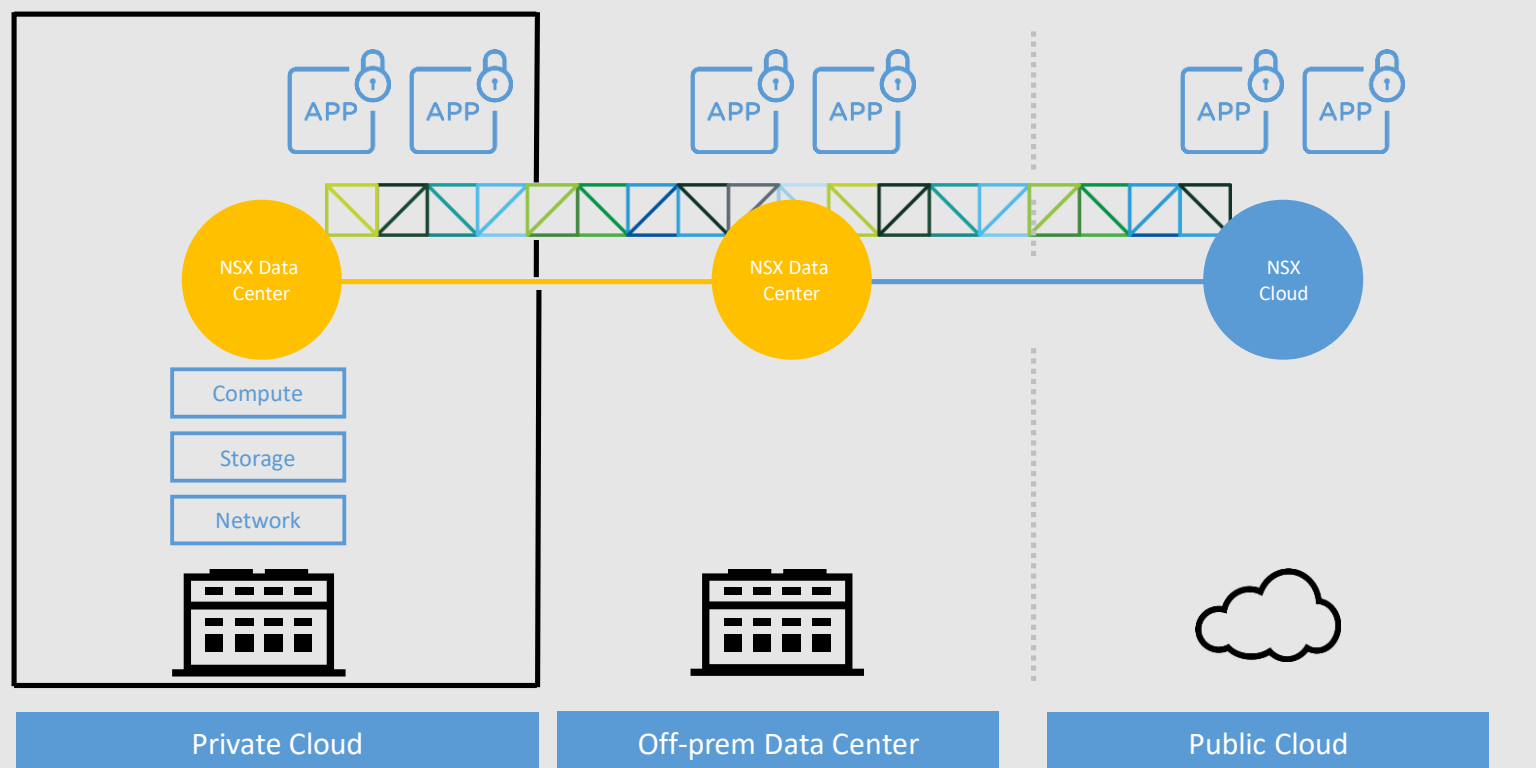 APP
APP
APP
APP
APP
APP
NSX Data
Center
NSX Data
Center
NSX
Cloud
Compute
Storage
Network
Private Cloud
Off-prem Data Center
Public Cloud